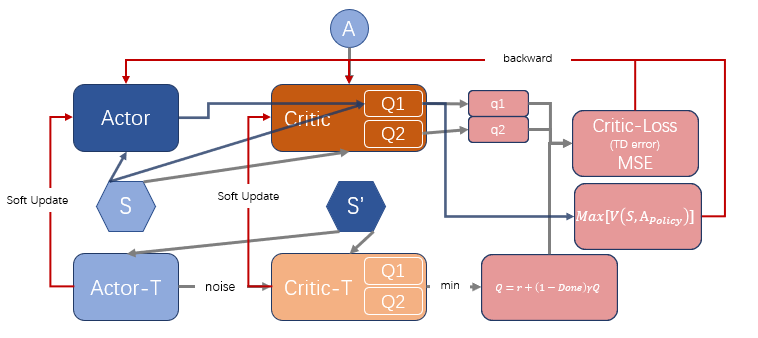 A
backward
Actor
Critic
Q1
Q2
q1
q2
Critic-Loss
(TD error)
MSE
Soft Update
S
Soft Update
S'
Max[V(S,A_{Policy})]
Actor-T
noise
Critic-T
Q1
Q2
min
Q = r + (1 − Done)γQ